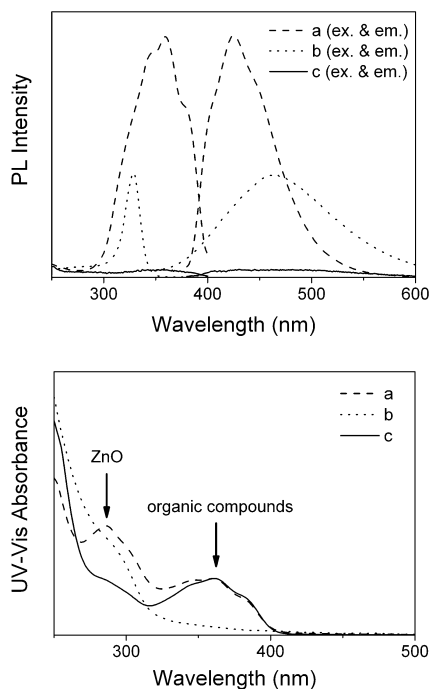 a (ex. & em.)
b (ex. & em.)
c (ex. & em.)
PL Intensity
300 400 500 600
Wavelength (nm)
a
b
c
ZnO
organic compounds
UV-Vis Absorbance
300 400 500
Wavelength (nm)